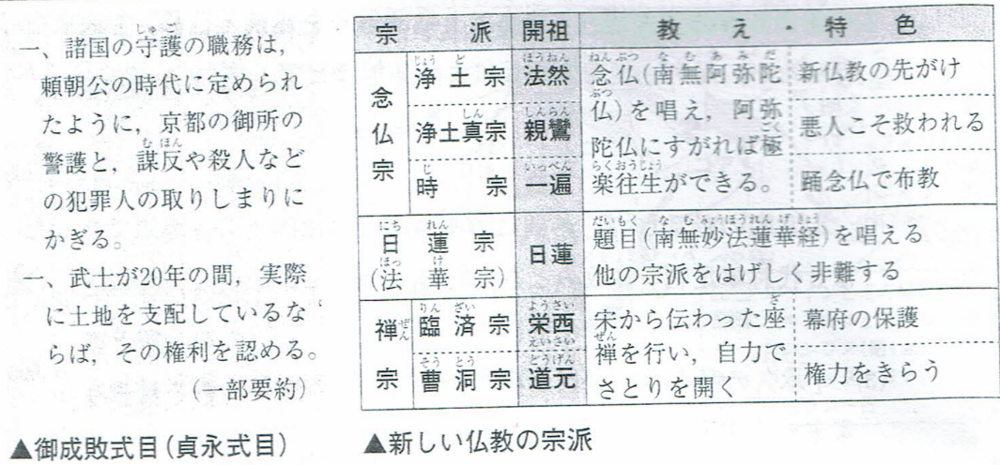 一、諸国の守護の職務は，
頼朝公の時代に定められ
たように，京都の御所の
警護と，謀反や殺人など
の犯罪人の取りしまりに
かぎる。
一、武士が20年の間，実際
に土地を支配しているな
らば，その権利を認める。
（一部要約）
▲御成敗式目（貞永式目）
宗派 開祖 教え・特色
念仏宗
浄土宗 法然
浄土真宗 親鸞
時宗 一遍
念仏（南無阿弥陀
仏）を唱え，阿弥
陀仏にすがれば極
楽往生ができる。
新仏教の先がけ
悪人こそ救われる
踊念仏で布教
日蓮宗
（法華宗）
日蓮
題目（南無妙法蓮華経）を唱える
他の宗派をはげしく非難する
禅宗
臨済宗 栄西
曹洞宗 道元
宋から伝わった座
禅を行い，自力で
さとりを開く
幕府の保護
権力をきらう
▲新しい仏教の宗派